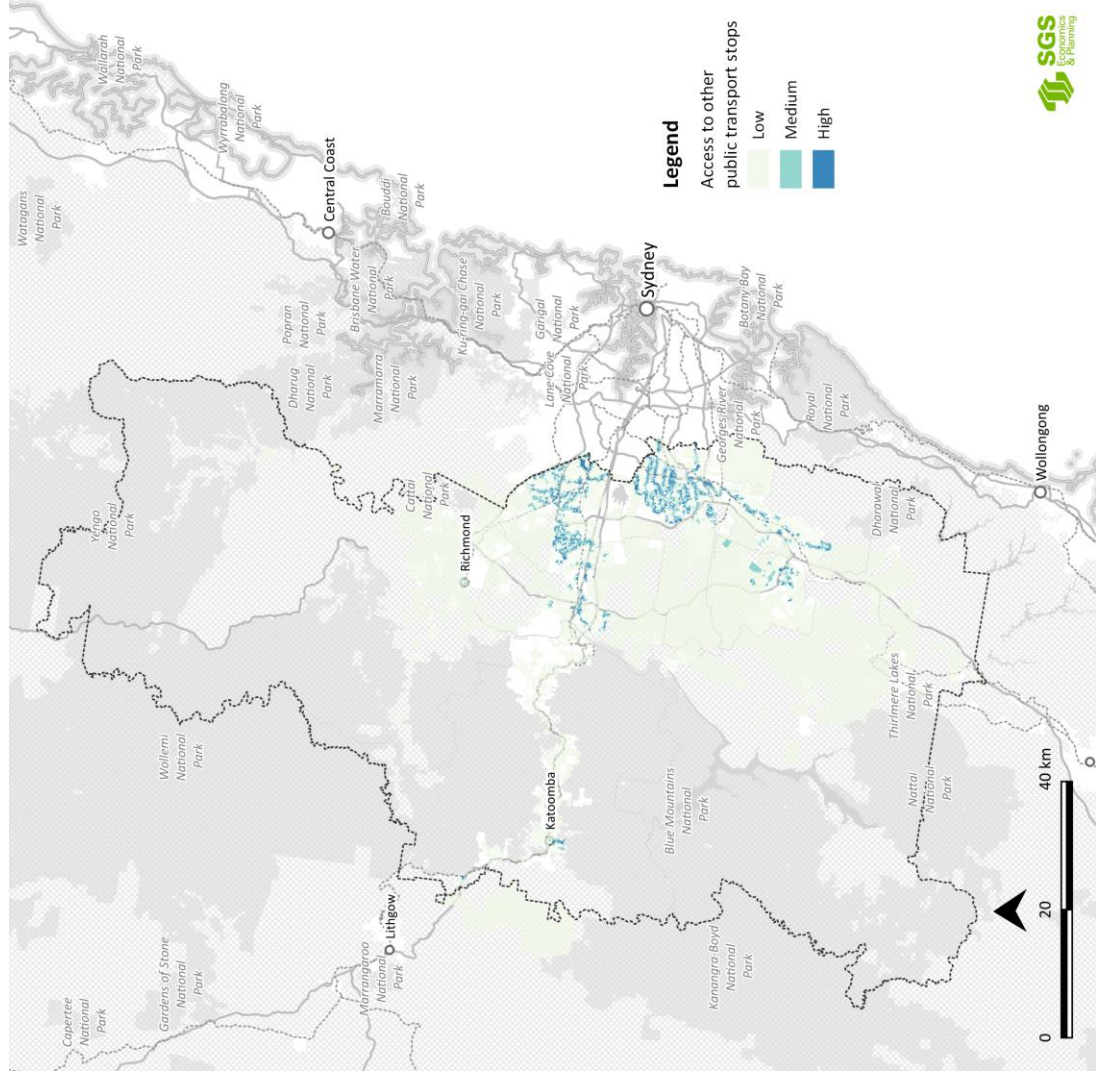 Wallarah
National
Park
Wyrrabalong
National
Park
Watagans
National
Park
Central Coast
Bouddi
National
Park
Brisbane Water
National
Park
Popran
National
Park
Dharug
National
Park
Marramarra
National
Park
Ku-ring-gai Chase
National
Park
Garigal
National
Park
Lane Cove
National
Park
Sydney
Botany Bay
National
Park
Georges River
National
Park
Royal
National
Park
Wollongong
Yengo
National
Park
Cattai
National
Park
Richmond
Dharawal
National
Park
Wollemi
National
Park
Katoomba
Blue Mountains
National
Park
Thirlmere Lakes
National
Park
Nattai
National
Park
Capertee
National
Park
Gardens of Stone
National
Park
Marrangaroo
National
Park
Lithgow
Kanangra-Boyd
National
Park
Legend
Access to other
public transport stops
Low
Medium
High
0 20 40 km
SGS
Economics
& Planning